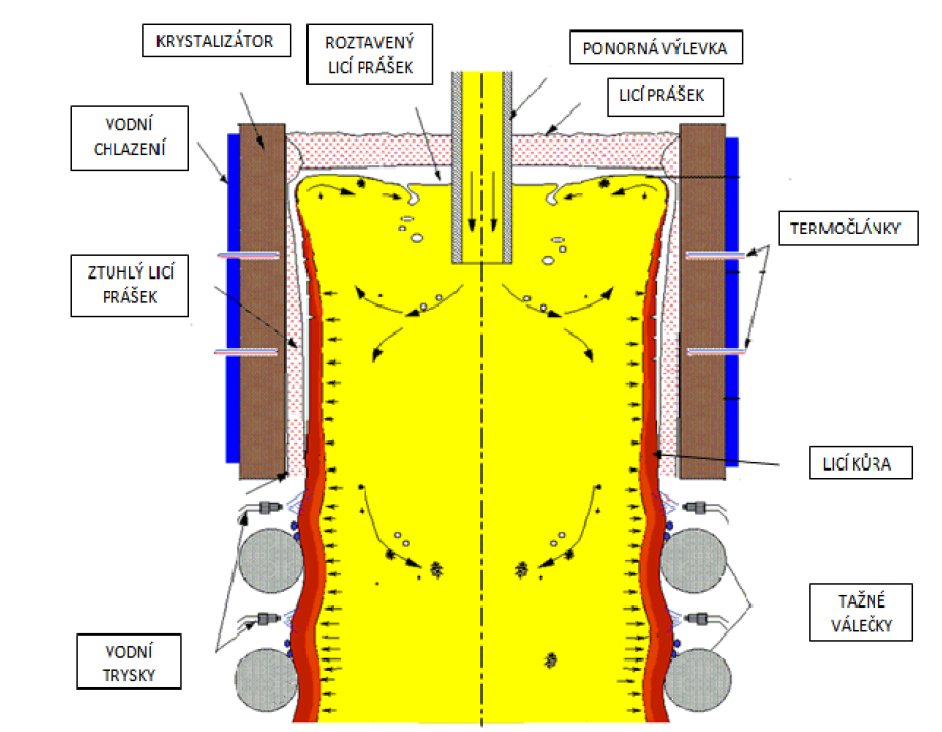 KRYSTALIZÁTOR
ROZTAVENÝ
LICÍ PRÁŠEK
PONORNÁ VÝLEVKA
LICÍ PRÁŠEK
VODNÍ
CHLAZENÍ
TERMOČLÁNKY
ZTUHLÝ LICÍ
PRÁŠEK
LICÍ KŮRA
TAŽNÉ
VÁLEČKY
VODNÍ
TRYSKY